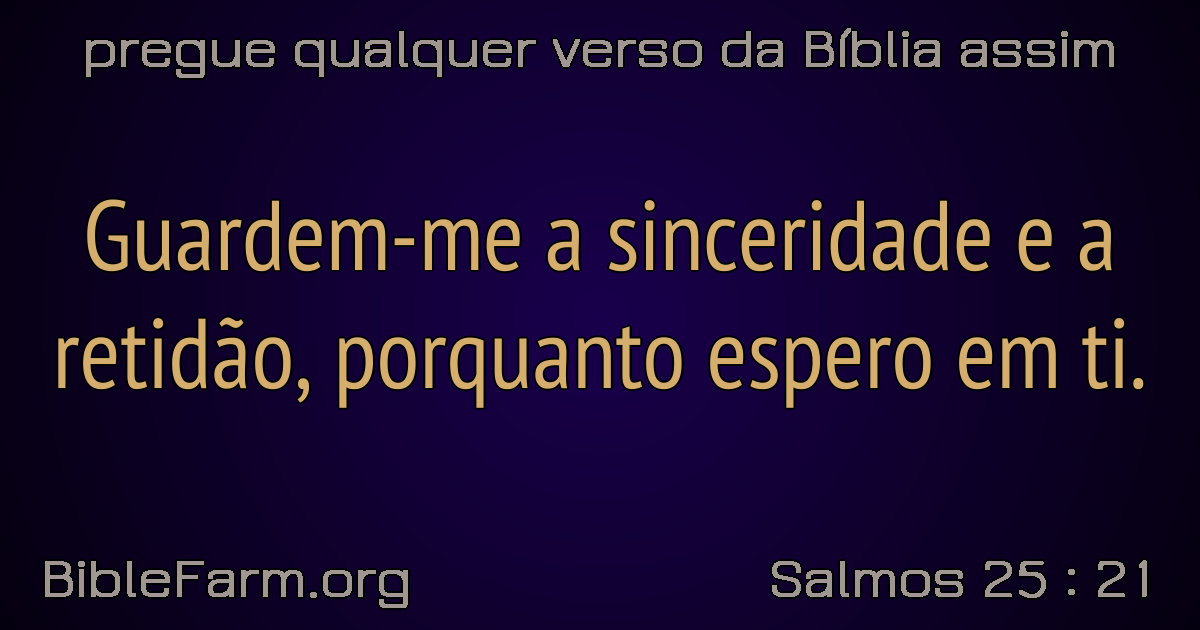 pregue qualquer verso da Bíblia assim
Guardem-me a sinceridade e a
retidão, porquanto espero em ti.
BibleFarm.org
Salmos 25 : 21